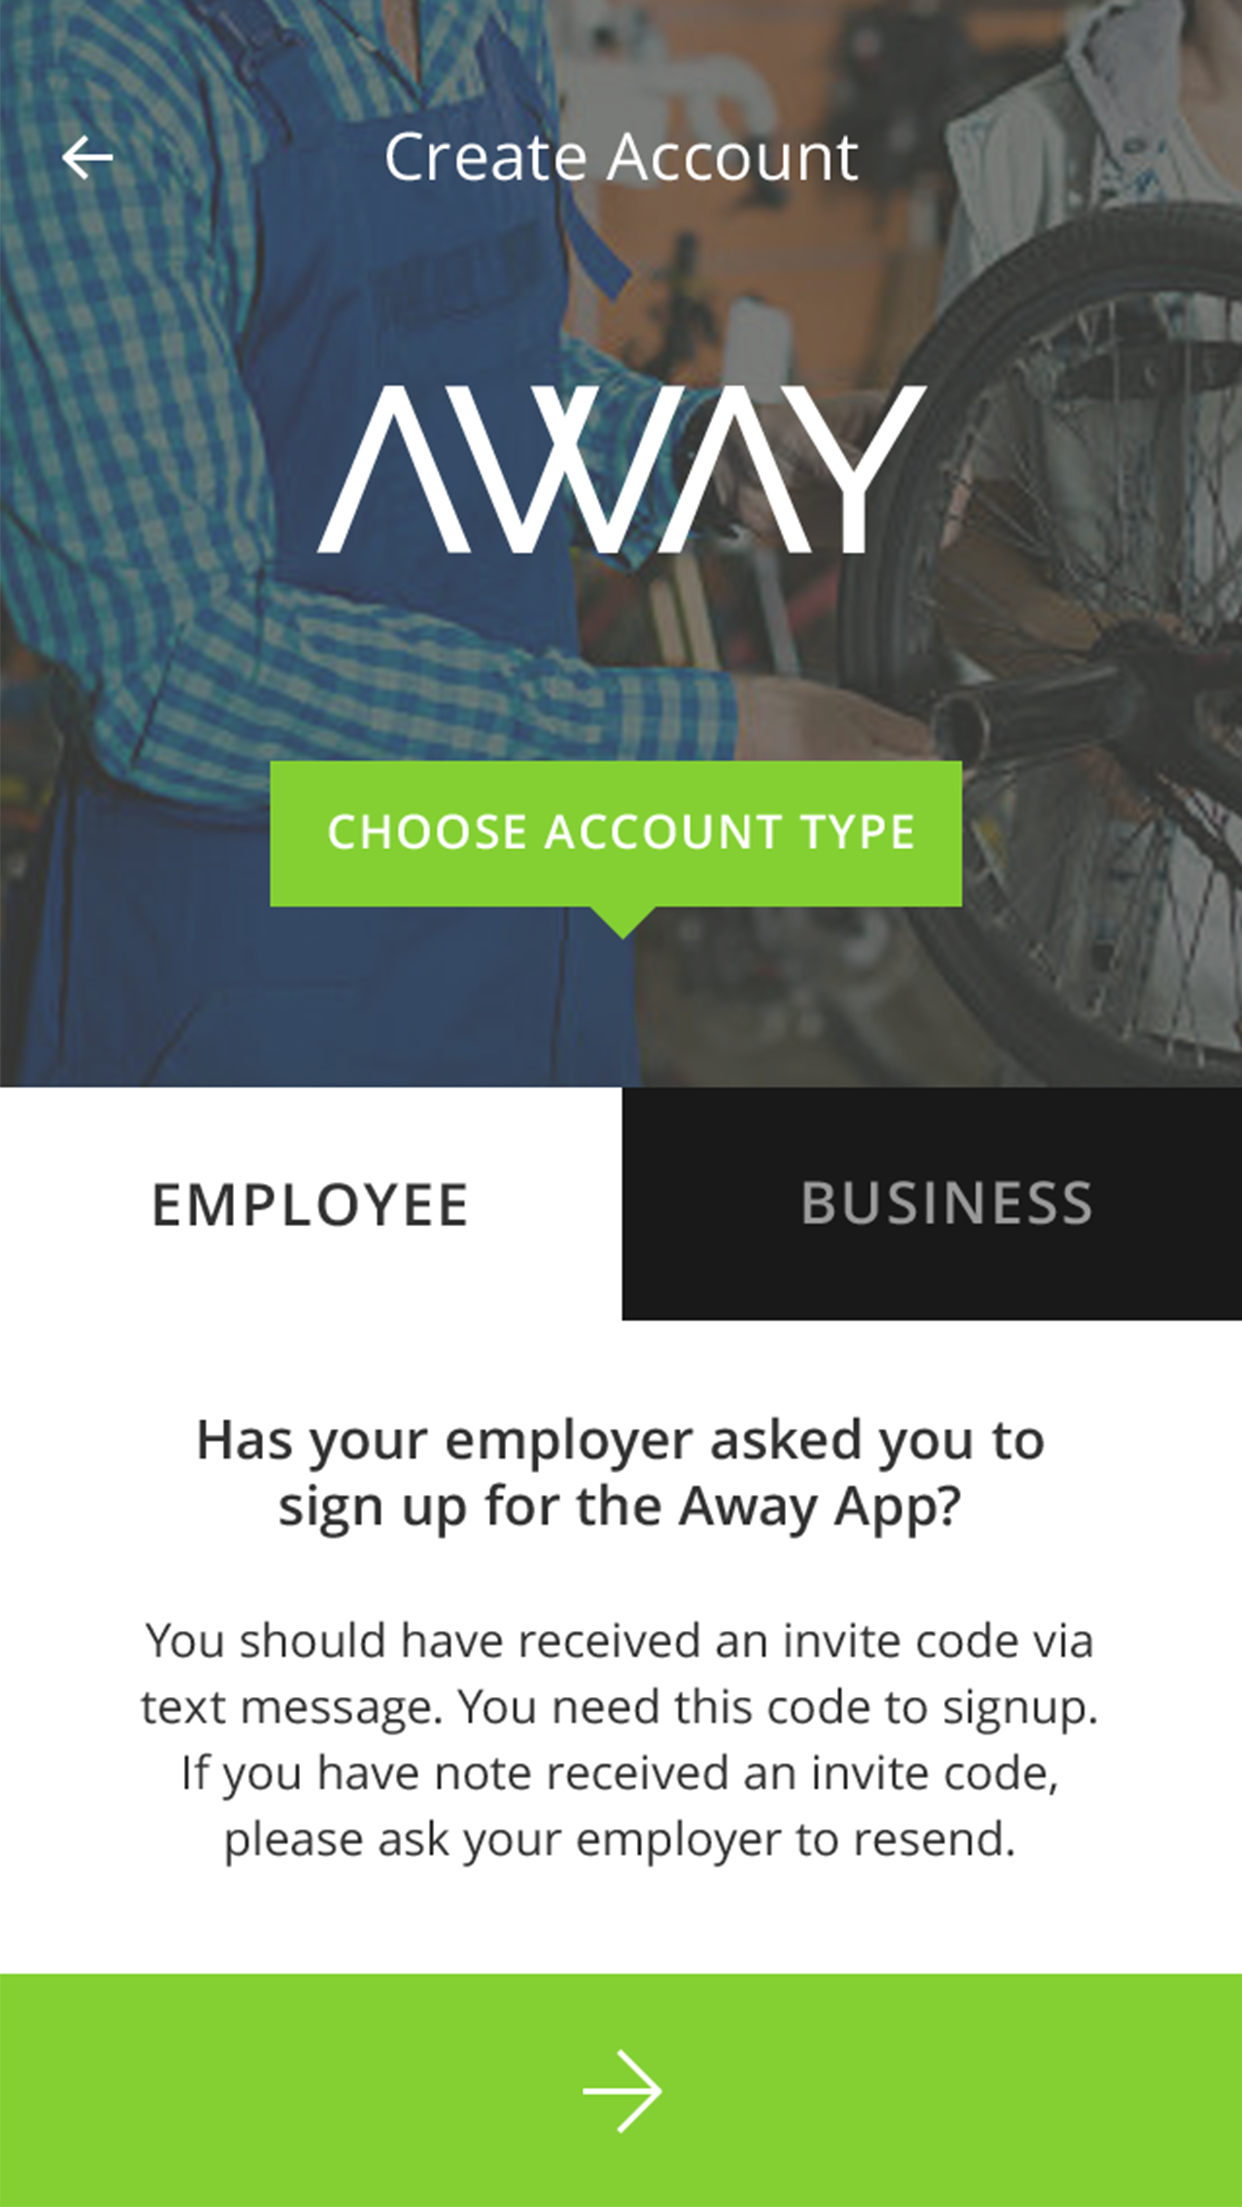 Create Account
AWAY
CHOOSE ACCOUNT TYPE
EMPLOYEE
BUSINESS
Has your employer asked you to
sign up for the Away App?
You should have received an invite code via
text message. You need this code to signup.
If you have note received an invite code,
please ask your employer to resend.